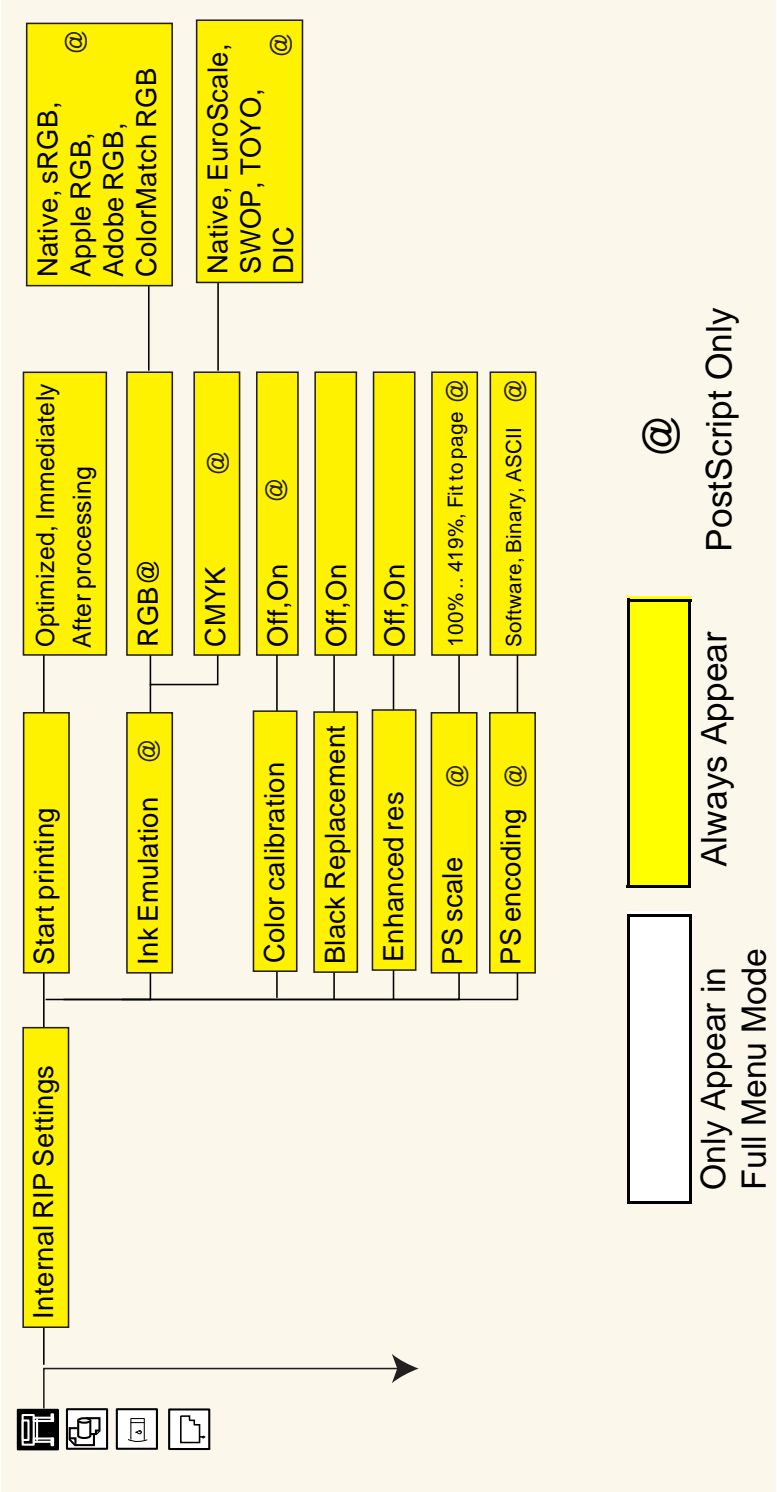 Internal RIP Settings
Start printing
Optimized, Immediately
After processing
Ink Emulation @
RGB@
Native, sRGB,
Apple RGB, @
Adobe RGB,
ColorMatch RGB
CMYK @
Native, EuroScale,
SWOP, TOYO,
DIC @
Color calibration
Off,On @
Black Replacement
Off,On
Enhanced res
Off,On
PS scale @
100% .. 419%, Fit to page @
PS encoding @
Software, Binary, ASCII @
Only Appear in
Full Menu Mode
Always Appear
@
PostScript Only